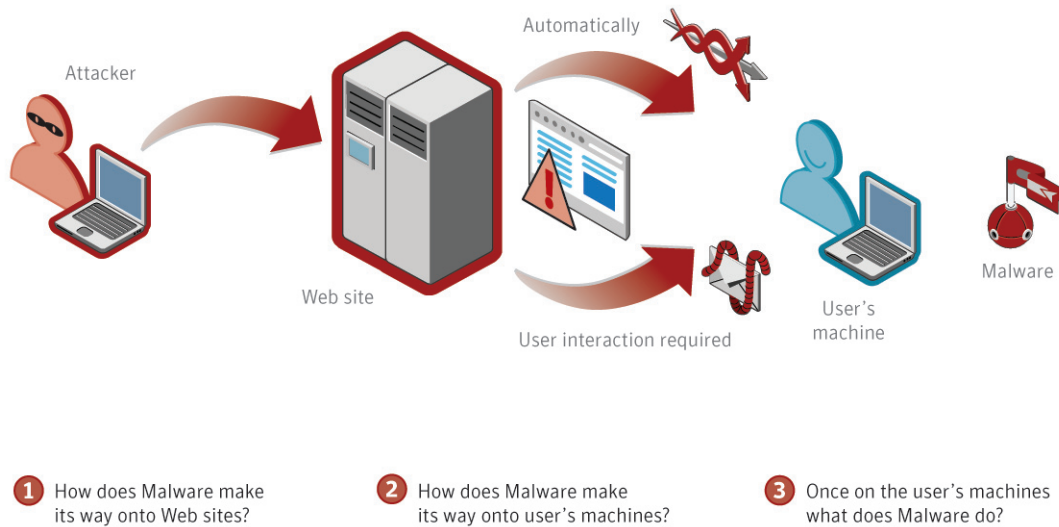 Automatically
Attacker
Web site
User interaction required
User's
machine
Malware
1 How does Malware make
its way onto Web sites?
2 How does Malware make
its way onto user's machines?
3 Once on the user's machines
what does Malware do?